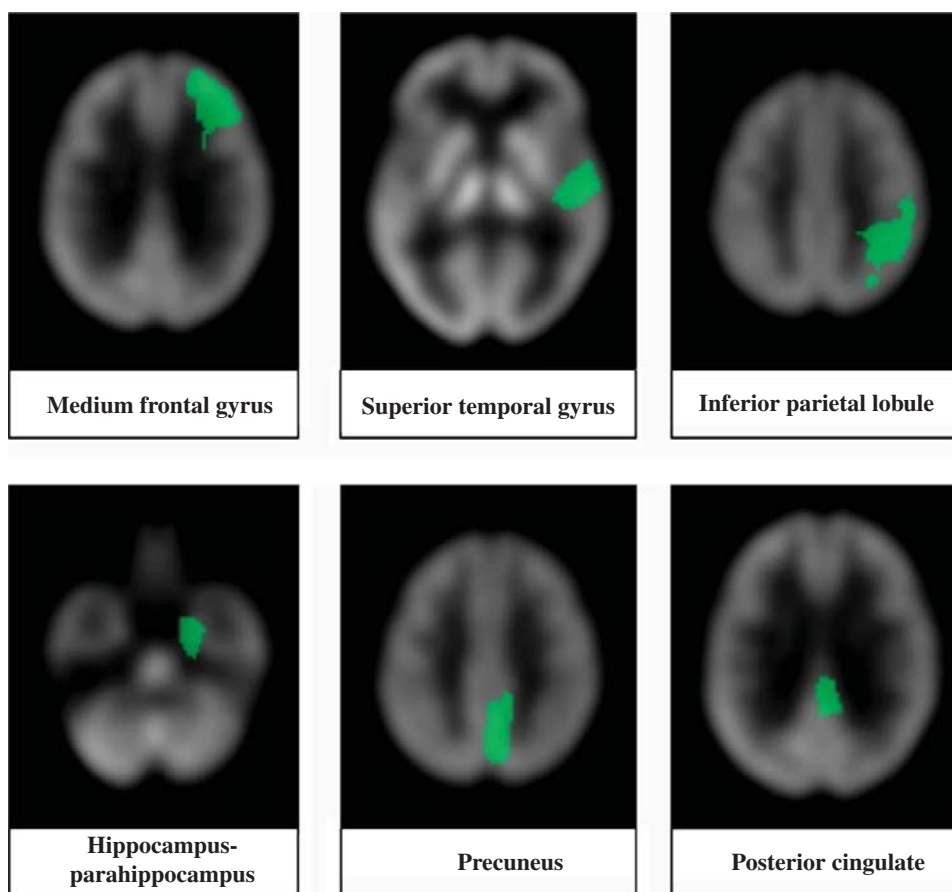 Medium frontal gyrus
Superior temporal gyrus
Inferior parietal lobule
Hippocampus-
parahippocampus
Precuneus
Posterior cingulate